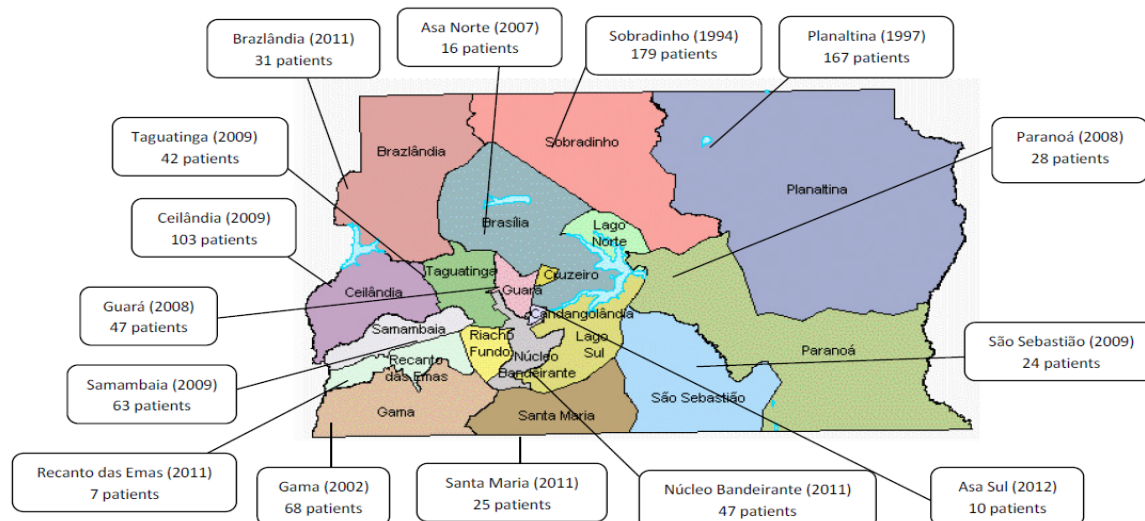 Brazlândia (2011)
31 patients
Asa Norte (2007)
16 patients
Sobradinho (1994)
179 patients
Planaltina (1997)
167 patients
Taguatinga (2009)
42 patients
Paranoá (2008)
28 patients
Ceilândia (2009)
103 patients
Guará (2008)
47 patients
Samambaia (2009)
63 patients
São Sebastião (2009)
24 patients
Recanto das Emas (2011)
7 patients
Gama (2002)
68 patients
Santa Maria (2011)
25 patients
Núcleo Bandeirante (2011)
47 patients
Asa Sul (2012)
10 patients
Brazlândia
Sobradinho
Planaltina
Brasília
Lago
Norte
Taguatinga
Cruzeiro
Guará
Ceilândia
Candangolândia
Samambaia
Riacho
Fundo
Lago
Sul
Recanto
das Emas
Núcleo
Bandeirante
Paranoá
São Sebastião
Gama
Santa Maria